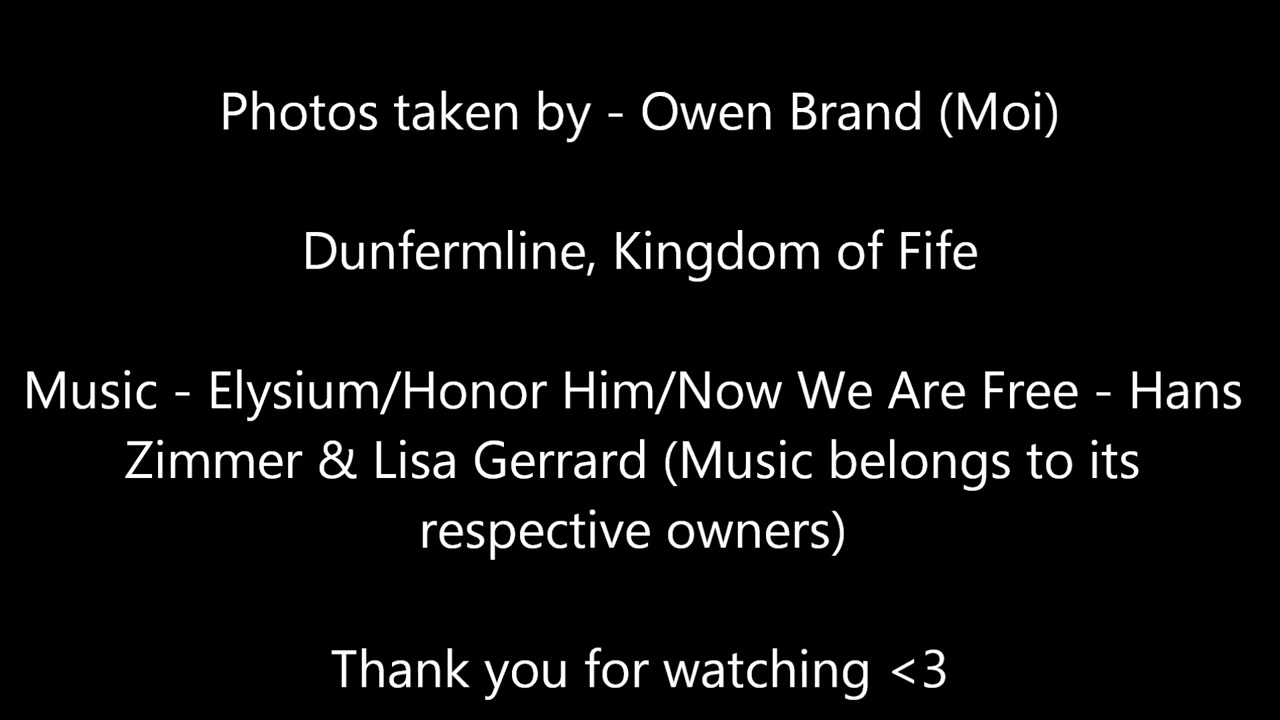 Photos taken by - Owen Brand (Moi)
Dunfermline, Kingdom of Fife
Music - Elysium/Honor Him/Now We Are Free - Hans
Zimmer & Lisa Gerrard (Music belongs to its
respective owners)
Thank you for watching <3